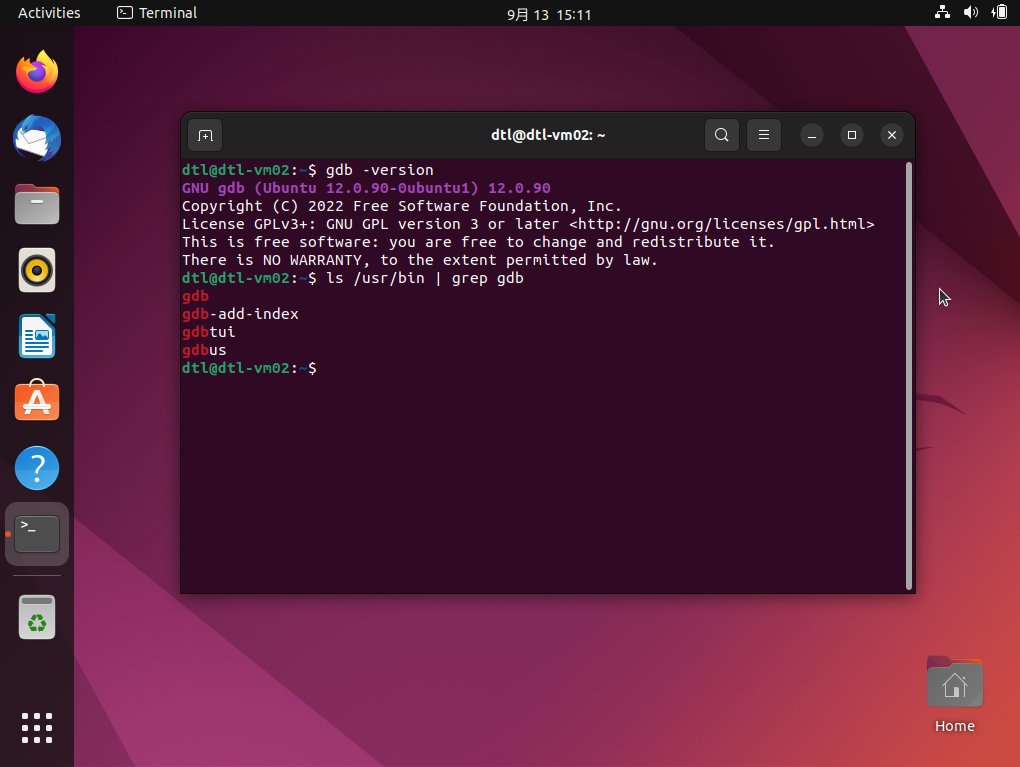 Activities
Terminal
9月 13 15:11
dtl@dtl-vm02: ~
dtl@dtl-vm02:~$ gdb -version
GNU gdb (Ubuntu 12.0.90-0ubuntu1) 12.0.90
Copyright (C) 2022 Free Software Foundation, Inc.
License GPLv3+: GNU GPL version 3 or later <http://gnu.org/licenses/gpl.html>
This is free software: you are free to change and redistribute it.
There is NO WARRANTY, to the extent permitted by law.
dtl@dtl-vm02:~$ ls /usr/bin | grep gdb
gdb
gdb-add-index
gdbtui
gdbus
dtl@dtl-vm02:~$
Home